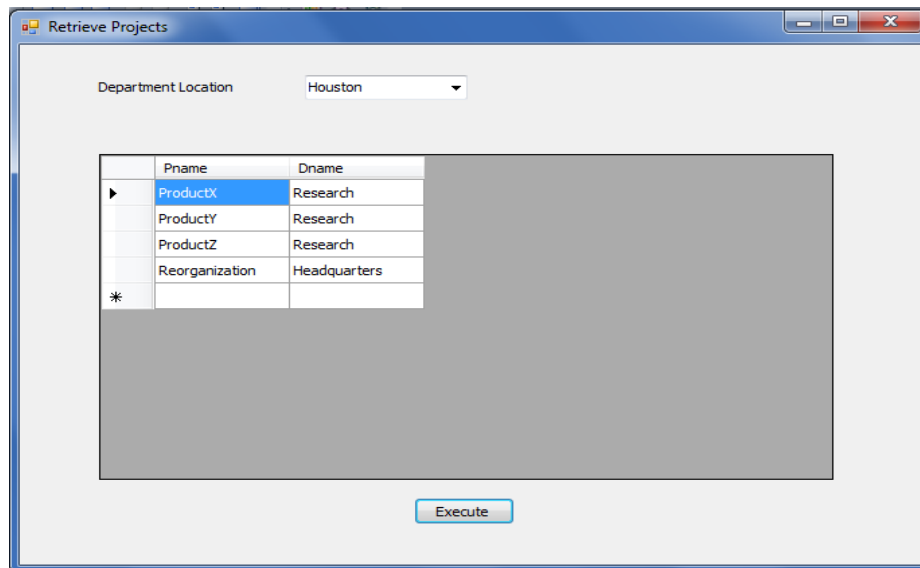 Retrieve Projects
Department Location Houston
Pname Dname
ProductX Research
ProductY Research
ProductZ Research
Reorganization Headquarters
Execute